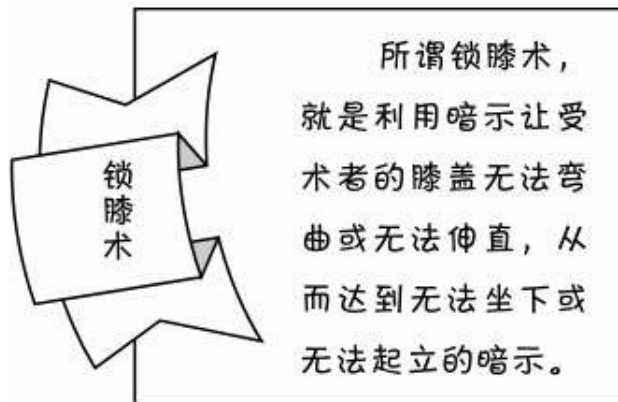 锁膝术
所谓锁膝术，
就是利用暗示让受
术者的膝盖无法弯
曲或无法伸直，从
而达到无法坐下或
无法起立的暗示。